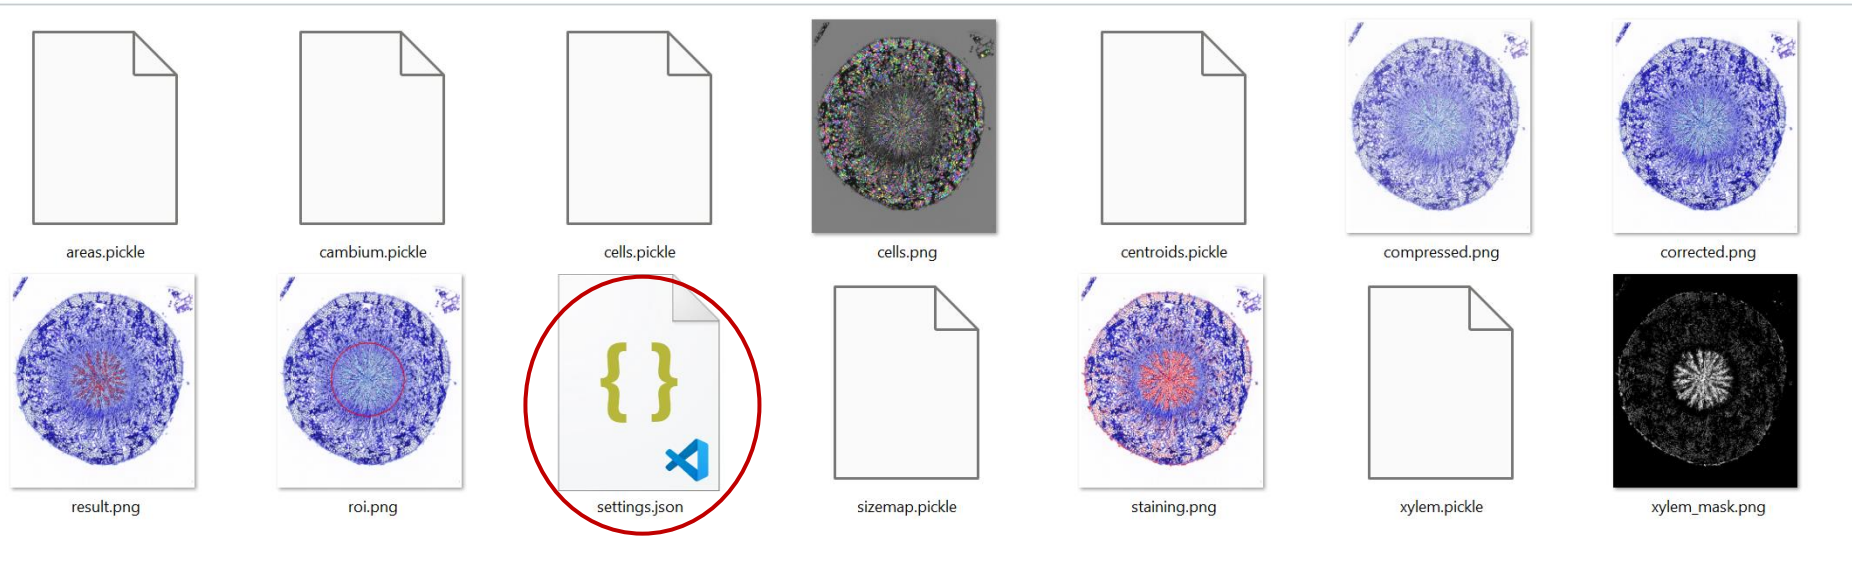 areas.pickle
cambium.pickle
cells.pickle
cells.png
centroids.pickle
compressed.png
corrected.png
result.png
roi.png
{ }
settings.json
sizemap.pickle
staining.png
xylem.pickle
xylem_mask.png